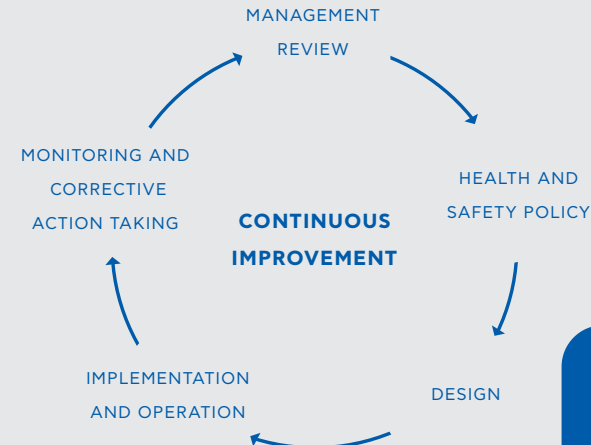 MANAGEMENT
REVIEW
HEALTH AND
SAFETY POLICY
DESIGN
IMPLEMENTATION
AND OPERATION
MONITORING AND
CORRECTIVE
ACTION TAKING
CONTINUOUS
IMPROVEMENT